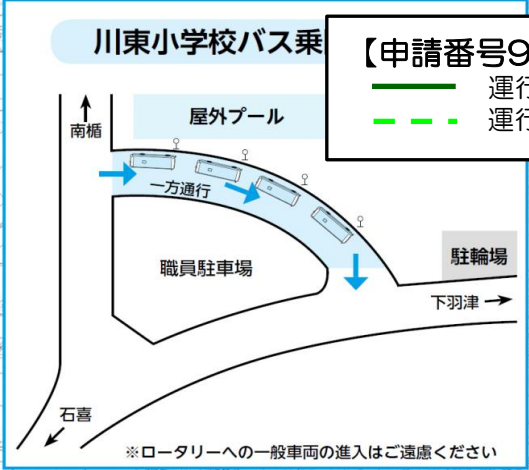 川東小学校バス乗
【申請番号9
運行
運行
南楯
屋外プール
一方通行
職員駐車場
駐輪場
下羽津
石喜
※ロータリーへの一般車両の進入はご遠慮ください